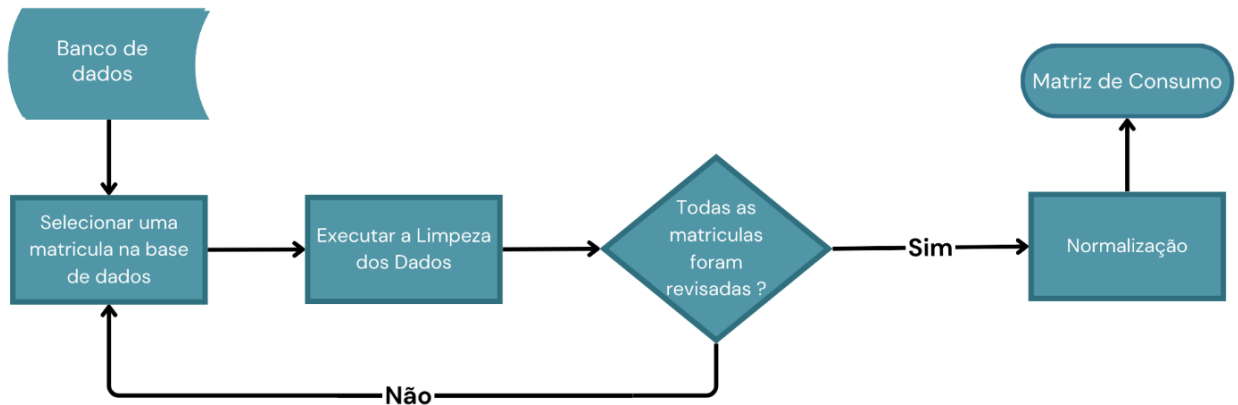 Banco de
dados
Selecionar uma
matricula na base
de dados
Executar a Limpeza
dos Dados
Todas as
matriculas
foram
revisadas ?
Sim
Não
Normalização
Matriz de Consumo